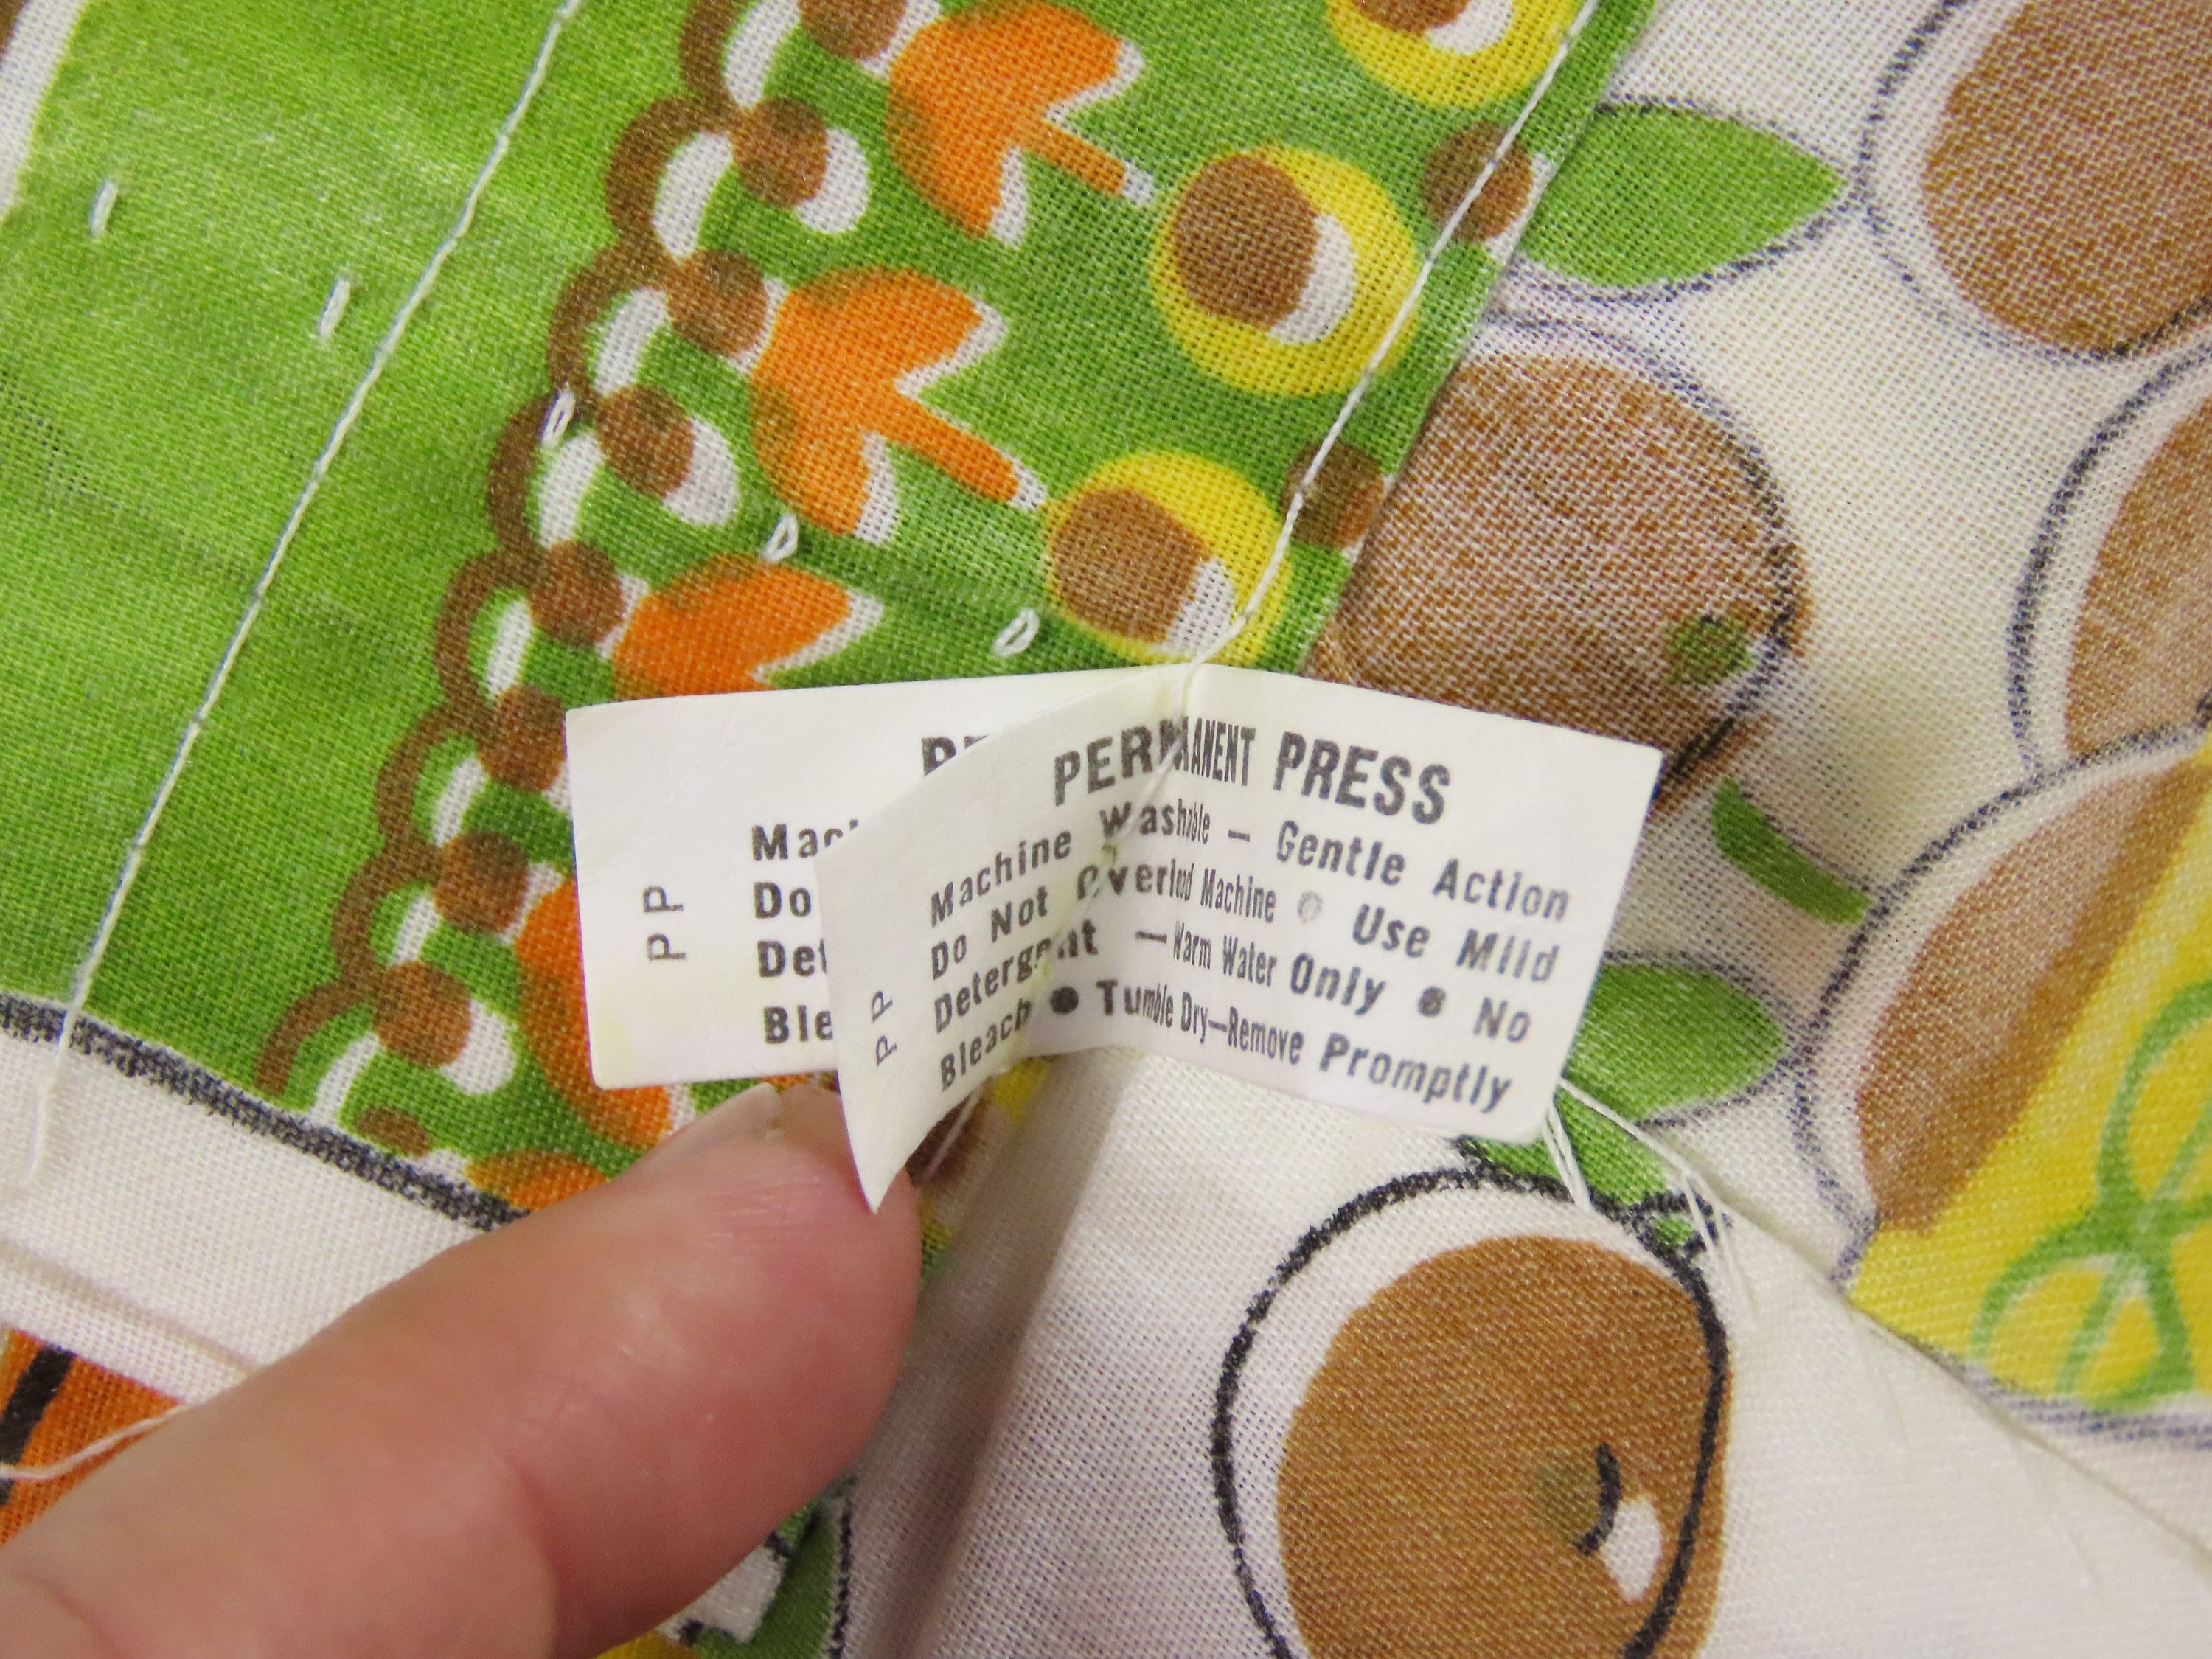 PERMANENT PRESS
Machine Washable — Gentle Action
Do Not Overload Machine ● Use Mild
Detergent — Warm Water Only ● No
Bleach ● Tumble Dry—Remove Promptly
PP
Do
PP